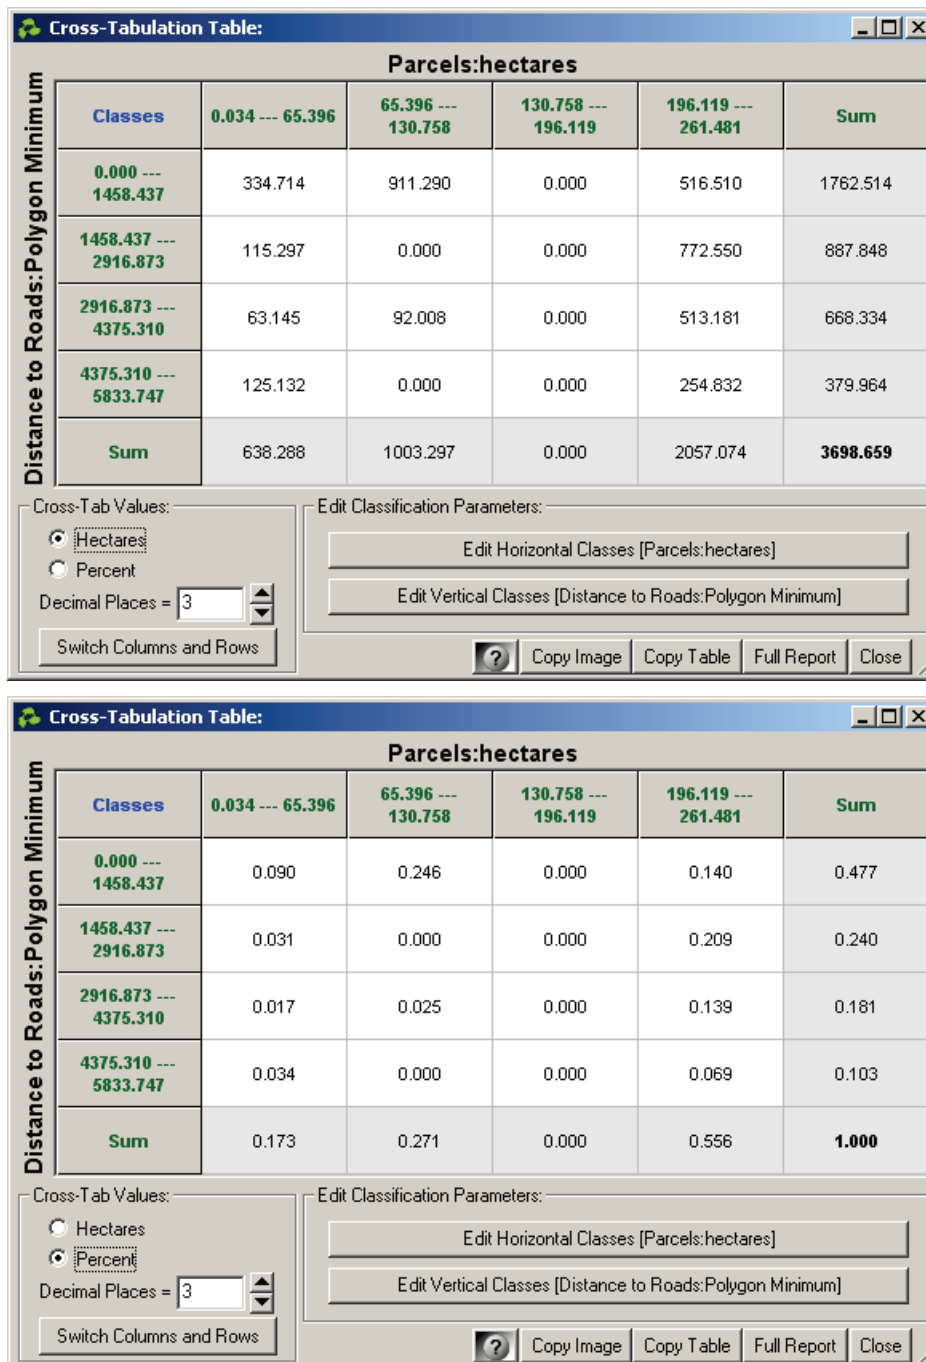 Cross-Tabulation Table:
Parcels:hectares
Distance to Roads:Polygon Minimum
Classes 0.034 --- 65.396 65.396 --- 130.758 130.758 --- 196.119 196.119 --- 261.481 Sum
0.000 --- 1458.437 334.714 911.290 0.000 516.510 1762.514
1458.437 --- 2916.873 115.297 0.000 0.000 772.550 887.848
2916.873 --- 4375.310 63.145 92.008 0.000 513.181 668.334
4375.310 --- 5833.747 125.132 0.000 0.000 254.832 379.964
Sum 638.288 1003.297 0.000 2057.074 3698.659
Cross-Tab Values:
Hectares
Percent
Decimal Places = 3
Switch Columns and Rows
Edit Classification Parameters:
Edit Horizontal Classes [Parcels:hectares]
Edit Vertical Classes [Distance to Roads:Polygon Minimum]
? Copy Image Copy Table Full Report Close
Cross-Tabulation Table:
Parcels:hectares
Distance to Roads:Polygon Minimum
Classes 0.034 --- 65.396 65.396 --- 130.758 130.758 --- 196.119 196.119 --- 261.481 Sum
0.000 --- 1458.437 0.090 0.246 0.000 0.140 0.477
1458.437 --- 2916.873 0.031 0.000 0.000 0.209 0.240
2916.873 --- 4375.310 0.017 0.025 0.000 0.139 0.181
4375.310 --- 5833.747 0.034 0.000 0.000 0.069 0.103
Sum 0.173 0.271 0.000 0.556 1.000
Cross-Tab Values:
Hectares
Percent
Decimal Places = 3
Switch Columns and Rows
Edit Classification Parameters:
Edit Horizontal Classes [Parcels:hectares]
Edit Vertical Classes [Distance to Roads:Polygon Minimum]
? Copy Image Copy Table Full Report Close